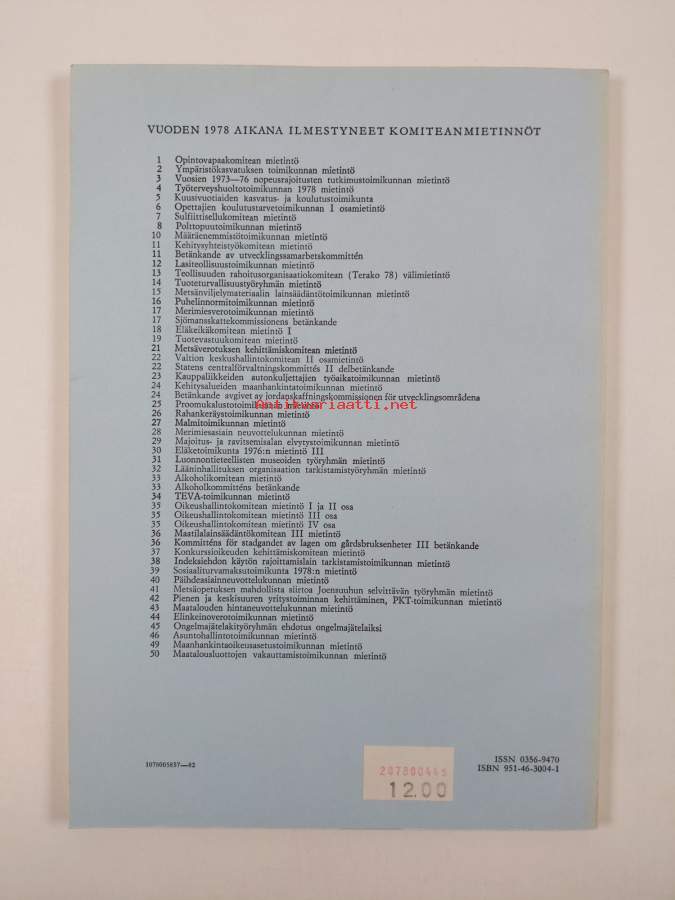 VUODEN 1978 AIKANA ILMESTYNEET KOMITEANMIETINNÖT
1 Opintovapaakomitean mietintö
2 Ympäristökasvatuksen toimikunnan mietintö
3 Vuosien 1973—76 nopeusrajoitusten tutkimustoimikunnan mietintö
4 Työterveyshuoltotoimikunnan 1978 mietintö
5 Kuusivuotiaiden kasvatus- ja koulutustoimikunta
6 Opettajien koulutustarvetoimikunnan I osamietintö
7 Sulfiittisellukomitean mietintö
8 Polttopuutoimikunnan mietintö
10 Määräenemmistötoimikunnan mietintö
11 Kehitysyhteistyökomitean mietintö
11 Betänkande av utvecklingssamarbetskommittén
12 Lasiteollisuustoimikunnan mietintö
13 Teollisuuden rahoitusorganisaatiokomitean (Terako 78) välimietintö
14 Tuoteturvallisuustyöryhmän mietintö
15 Metsänviljelymateriaalin lainsäädäntötoimikunnan mietintö
16 Puhelinnormitoimikunnan mietintö
17 Merimiesverotoimikunnan mietintö
17 Sjömansskattekommissionens betänkande
18 Eläkeikäkomitean mietintö I
19 Tuotevastuukomitean mietintö
21 Metsäverotuksen kehittämiskomitean mietintö
22 Valtion keskushallintokomitean II osamietintö
22 Statens centralförvaltningskommittés II delbetänkande
23 Kauppaliikkeiden autonkuljettajien työaikatoimikunnan mietintö
24 Kehitysalueiden maanhankintatoimikunnan mietintö
24 Betänkande avgivet av jordanskaffningskommissionen för utvecklingsområdena
25 Proomukalustotoimikunnan mietintö
Antikvariaatti.net
26 Rahankeräystoimikunnan mietintö
27 Malmitoimikunnan mietintö
28 Merimiesasiain neuvottelukunnan mietintö
29 Majoitus- ja ravitsemisalan elvytystoimikunnan mietintö
30 Eläketoimikunta 1976:n mietintö III
31 Luonnontieteellisten museoiden työryhmän mietintö
32 Lääninhallituksen organisaation tarkistamistyöryhmän mietintö
33 Alkoholikomitean mietintö
33 Alkoholkommitténs betänkande
34 TEVA-toimikunnan mietintö
35 Oikeushallintokomitean mietintö I ja II osa
35 Oikeushallintokomitean mietintö III osa
35 Oikeushallintokomitean mietintö IV osa
36 Maatilalainsäädäntökomitean III mietintö
36 Kommitténs för stadgandet av lagen om gårdsbruksenheter III betänkande
37 Konkurssioikeuden kehittämiskomitean mietintö
38 Indeksiehdon käytön rajoittamislain tarkistamistoimikunnan mietintö
39 Sosiaaliturvamaksutoimikunta 1978:n mietintö
40 Päihdeasiainneuvottelukunnan mietintö
41 Metsäopetuksen mahdollista siirtoa Joensuuhun selvittävän työryhmän mietintö
42 Pienen ja keskisuuren yritystoiminnan kehittäminen, PKT-toimikunnan mietintö
43 Maatalouden hintaneuvottelukunnan mietintö
44 Elinkeinoverotoimikunnan mietintö
45 Ongelmajätelakityöryhmän ehdotus ongelmajätelaiksi
46 Asuntohallintotoimikunnan mietintö
49 Maanhankintaoikeusasetustoimikunnan mietintö
50 Maatalousluottojen vakauttamistoimikunnan mietintö
1078005837—82
207800445
12.00
ISSN 0356-9470
ISBN 951-46-3004-1